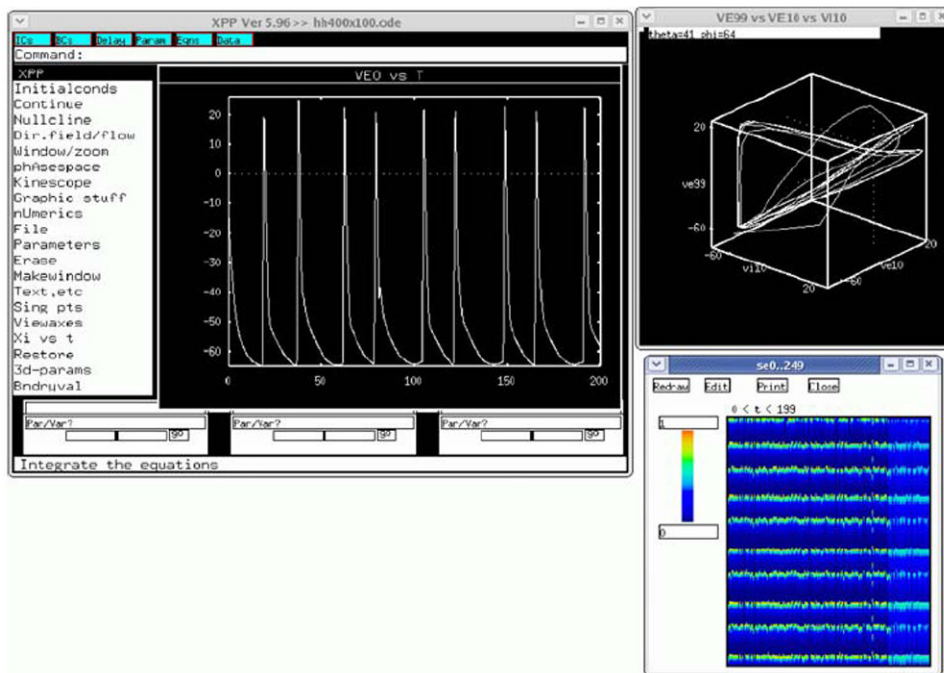 XPP Ver 5.96 >> hh400x100.ode
ICs BCs Delay Param Eqns Data
Command:
XPP
Initialconds
Continue
Nullcline
Dir.field/flow
Window/zoom
phAsespace
Kinescope
Graphic stuff
nUmerics
File
Parameters
Erase
Makewindow
Text,etc
Sing pts
Viewaxes
Xi vs t
Restore
3d-params
Bndryval
VE0 vs T
20
10
0
-10
-20
-30
-40
-50
-60
0 50 100 150 200
Par/Var? Par/Var? Par/Var?
go go go
Integrate the equations
VE99 vs VE10 vs VI10
theta=41 phi=64
20
ve99
-60
-60
vi10
20
-60
ve10
20
se0..249
Redraw Edit Print Close
0 < t < 199
1
0